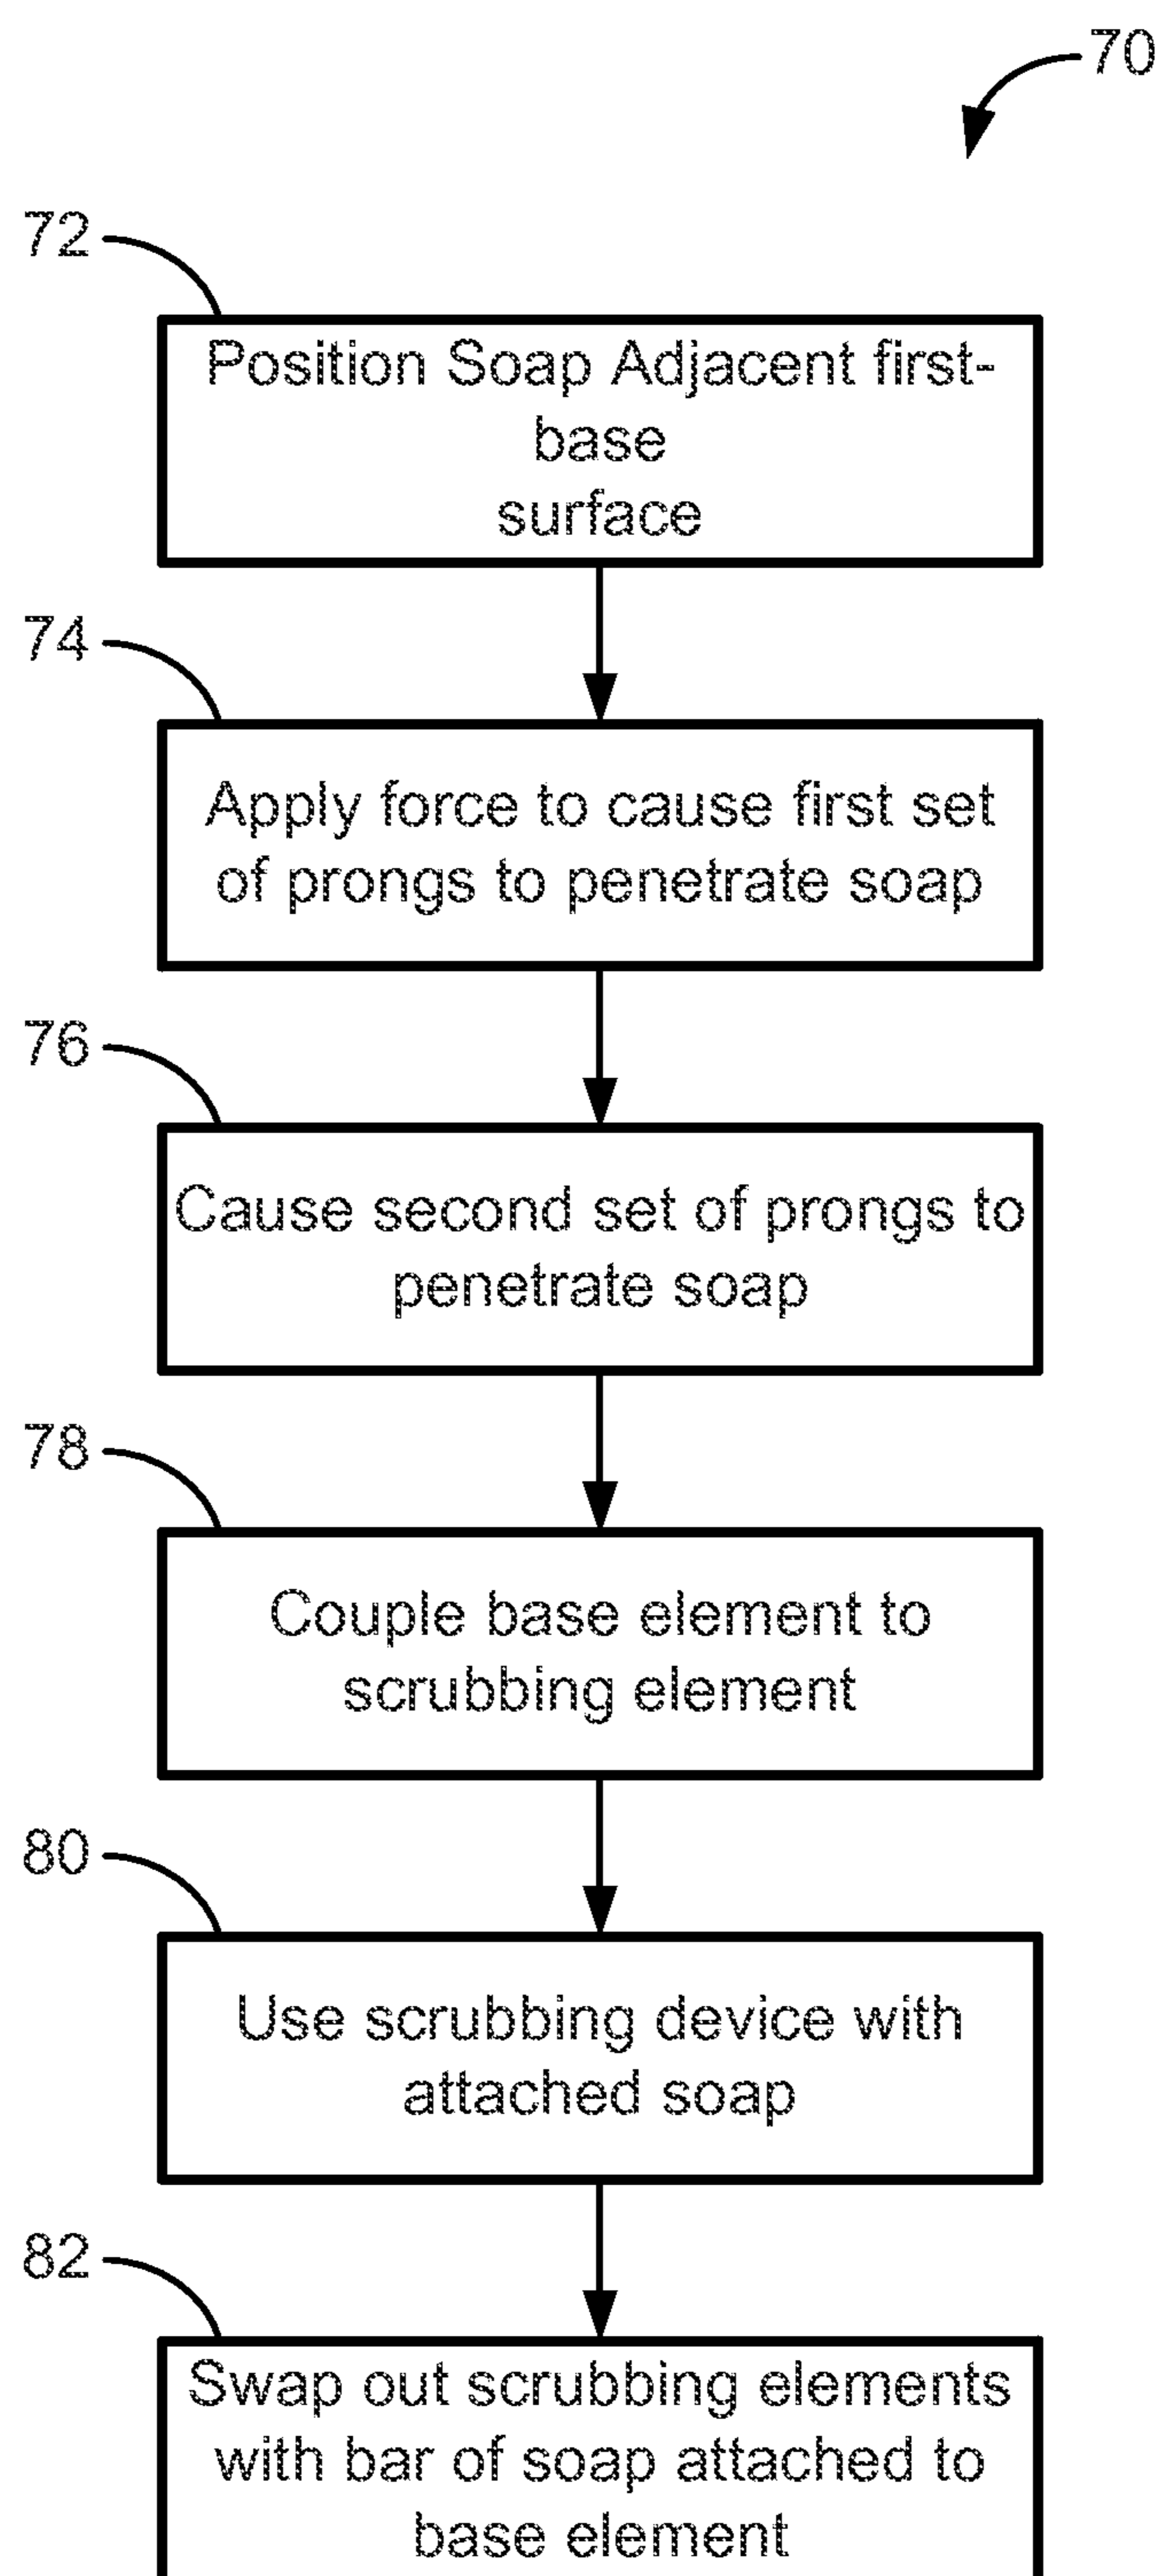 70
72
Position Soap Adjacent first-
base
surface
74
Apply force to cause first set
of prongs to penetrate soap
76
Cause second set of prongs to
penetrate soap
78
Couple base element to
scrubbing element
80
Use scrubbing device with
attached soap
82
Swap out scrubbing elements
with bar of soap attached to
base element